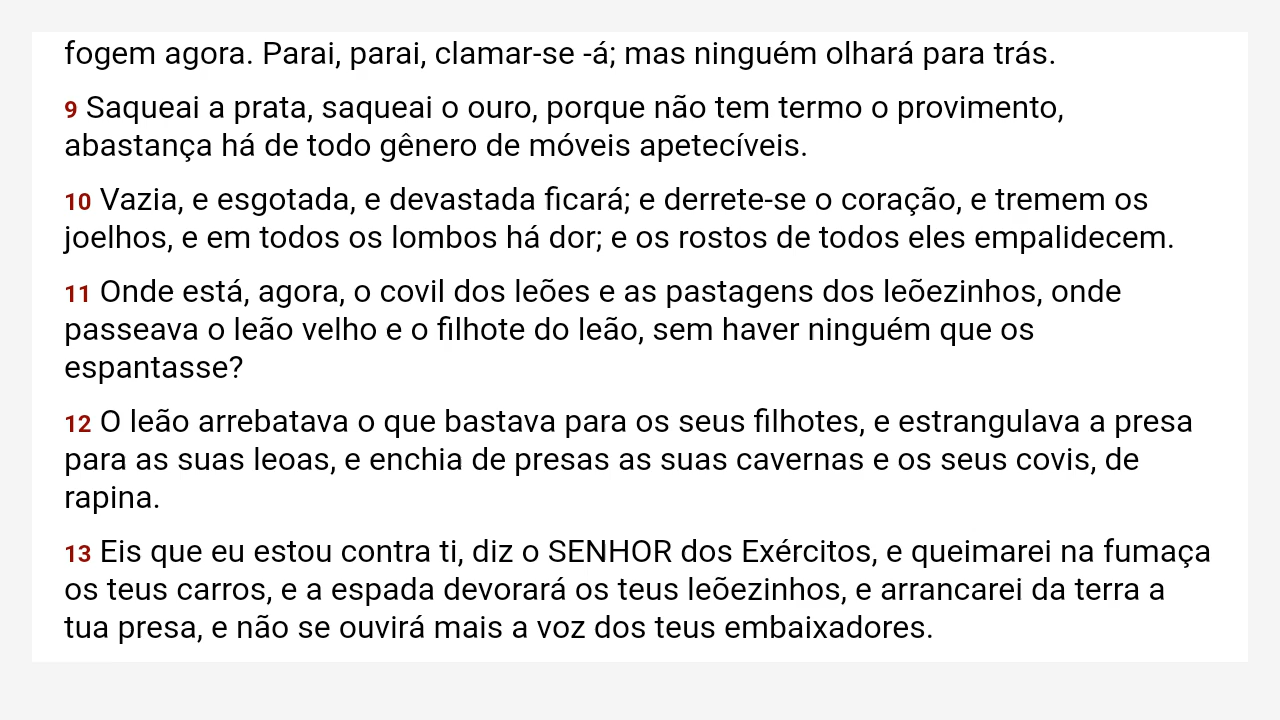 fogem agora. Parai, parai, clamar-se -á; mas ninguém olhará para trás.
9 Saqueai a prata, saqueai o ouro, porque não tem termo o provimento,
abastança há de todo gênero de móveis apetecíveis.
10 Vazia, e esgotada, e devastada ficará; e derrete-se o coração, e tremem os
joelhos, e em todos os lombos há dor; e os rostos de todos eles empalidecem.
11 Onde está, agora, o covil dos leões e as pastagens dos leõezinhos, onde
passeava o leão velho e o filhote do leão, sem haver ninguém que os
espantasse?
12 O leão arrebatava o que bastava para os seus filhotes, e estrangulava a presa
para as suas leoas, e enchia de presas as suas cavernas e os seus covis, de
rapina.
13 Eis que eu estou contra ti, diz o SENHOR dos Exércitos, e queimarei na fumaça
os teus carros, e a espada devorará os teus leõezinhos, e arrancarei da terra a
tua presa, e não se ouvirá mais a voz dos teus embaixadores.